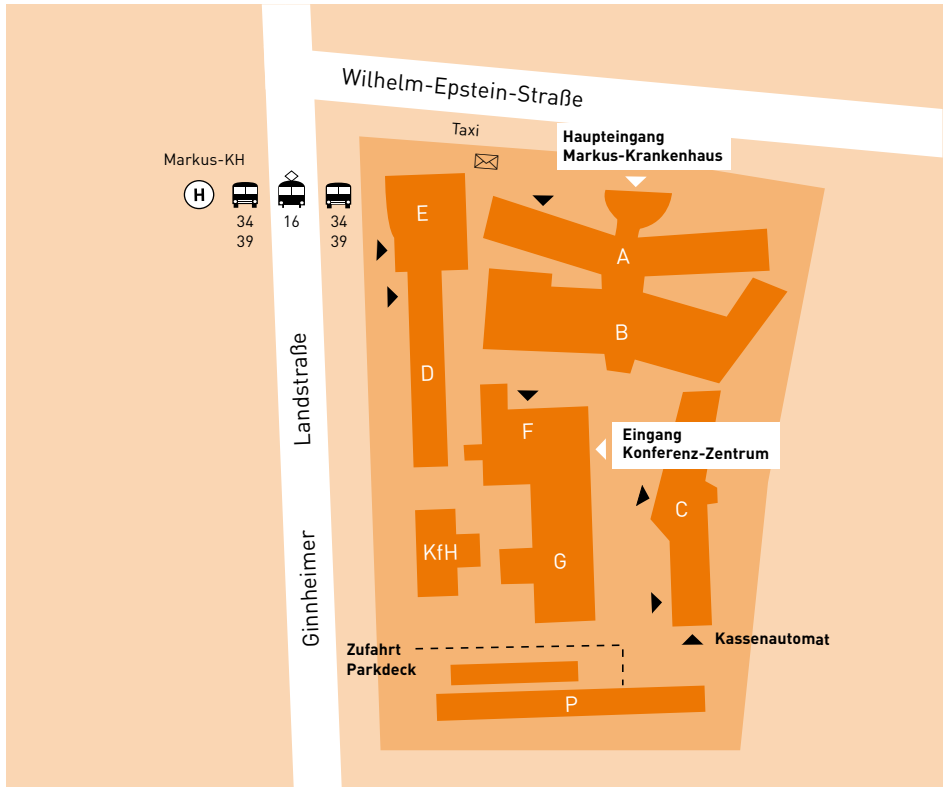 Wilhelm-Epstein-Straße
Taxi
Haupteingang
Markus-Krankenhaus
Markus-KH
H
34
39
16
34
39
E
A
B
D
F
Eingang
Konferenz-Zentrum
C
KfH
G
Ginnheimer Landstraße
Kassenautomat
Zufahrt
Parkdeck
P